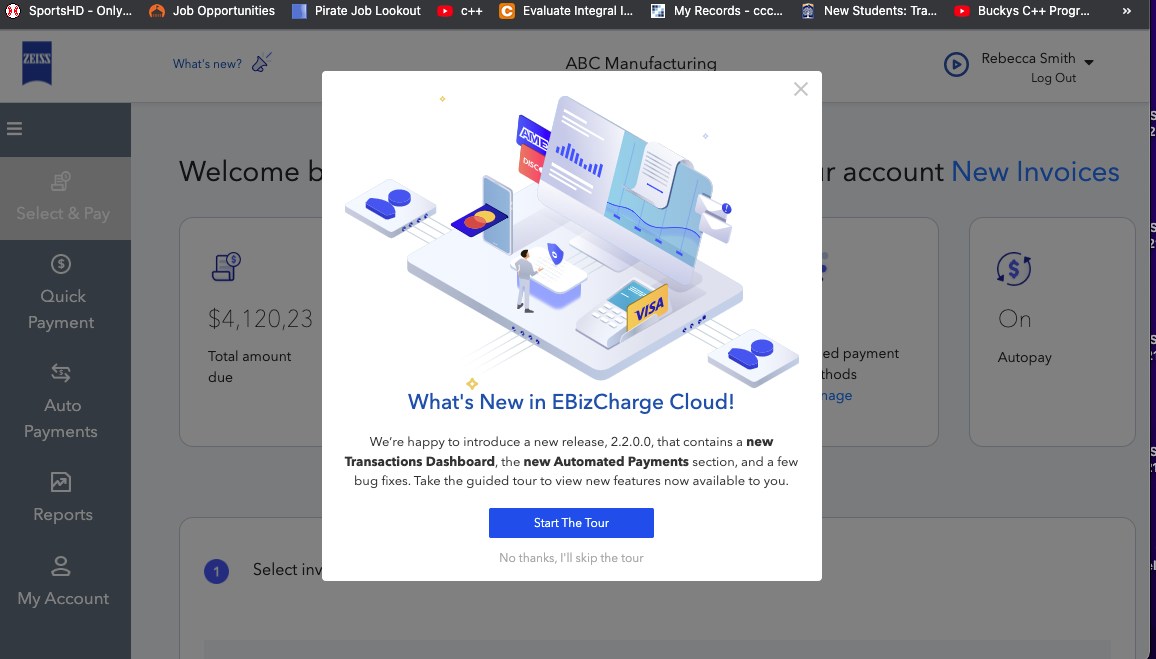 SportsHD - Only...
Job Opportunities
Pirate Job Lookout
c++
Evaluate Integral I...
My Records - ccc...
New Students: Tra...
Buckys C++ Progr...
»
ZEISS
What's new?
ABC Manufacturing
Rebecca Smith
Log Out
Select & Pay
Quick
Payment
Auto
Payments
Reports
My Account
Welcome b
ur account New Invoices
$4,120,23
Total amount
due
ed payment
thods
nage
On
Autopay
1
Select inv
AME
DISC
VISA
What's New in EBizCharge Cloud!
We're happy to introduce a new release, 2.2.0.0, that contains a new
Transactions Dashboard, the new Automated Payments section, and a few
bug fixes. Take the guided tour to view new features now available to you.
Start The Tour
No thanks, I'll skip the tour